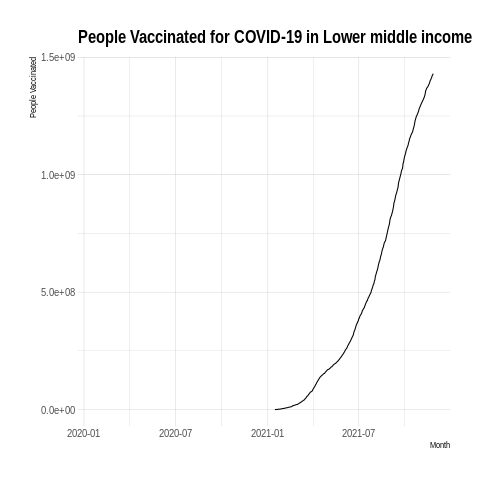 People Vaccinated for COVID-19 in Lower middle income
People Vaccinated
1.5e+09
1.0e+09
5.0e+08
0.0e+00
2020-01 2020-07 2021-01 2021-07
Month